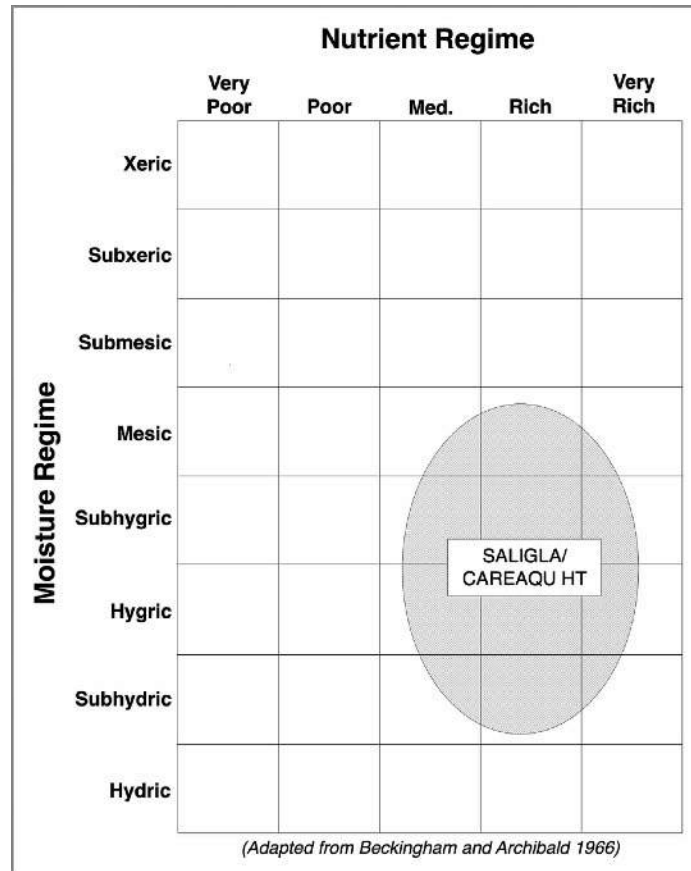 Nutrient Regime
Very
Poor
Poor
Med.
Rich
Very
Rich
Moisture Regime
Xeric
Subxeric
Submesic
Mesic
Subhygric
SALIGLA/
CAREAQU HT
Hygric
Subhydric
Hydric
(Adapted from Beckingham and Archibald 1966)